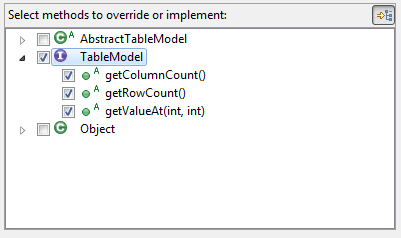 Select methods to override or implement:
C A AbstractTableModel
I TableModel
A getColumnCount()
A getRowCount()
A getValueAt(int, int)
C Object